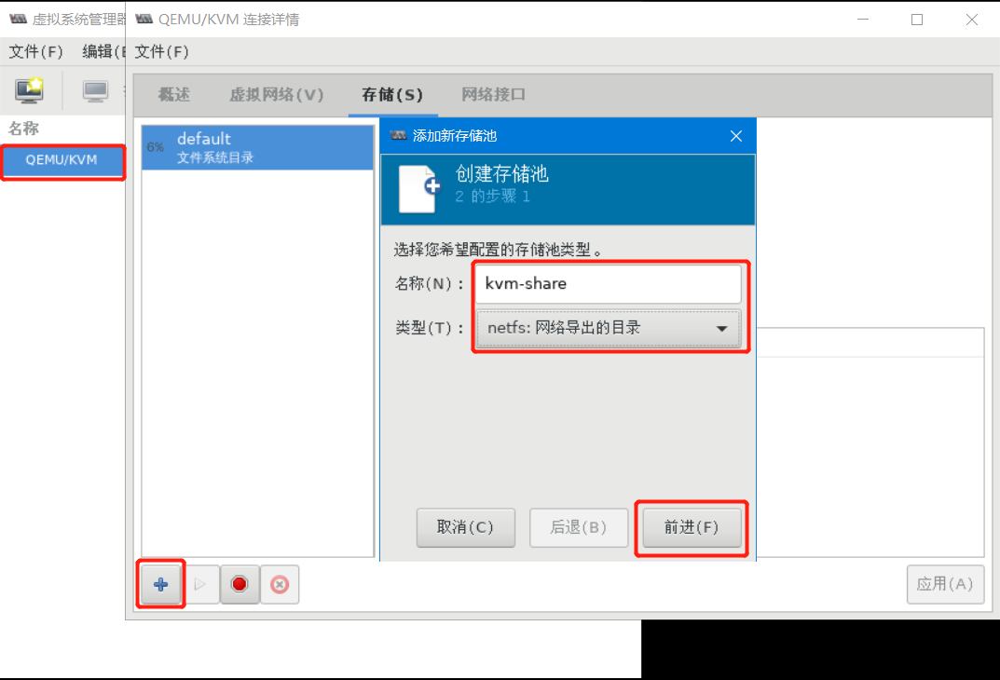 虚拟系统管理器
QEMU/KVM 连接详情
文件(F) 编辑(E
文件(F)
概述 虚拟网络(V) 存储(S) 网络接口
名称
QEMU/KVM
6%
default
文件系统目录
添加新存储池
创建存储池
2 的步骤 1
选择您希望配置的存储池类型。
名称(N)： kvm-share
类型(T)： netfs: 网络导出的目录
取消(C) 后退(B) 前进(F)
应用(A)